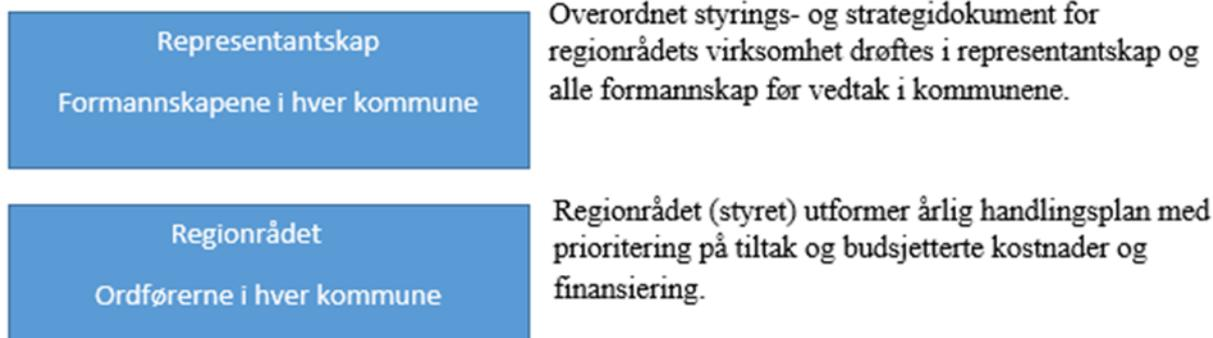 Representantskap
Formannskapene i hver kommune
Overordnet styrings- og strategidokument for
regionrådets virksomhet drøftes i representantskap og
alle formannskap før vedtak i kommunene.
Regionrådet
Ordførerne i hver kommune
Regionrådet (styret) utformer årlig handlingsplan med
prioritering på tiltak og budsjetterte kostnader og
finansiering.